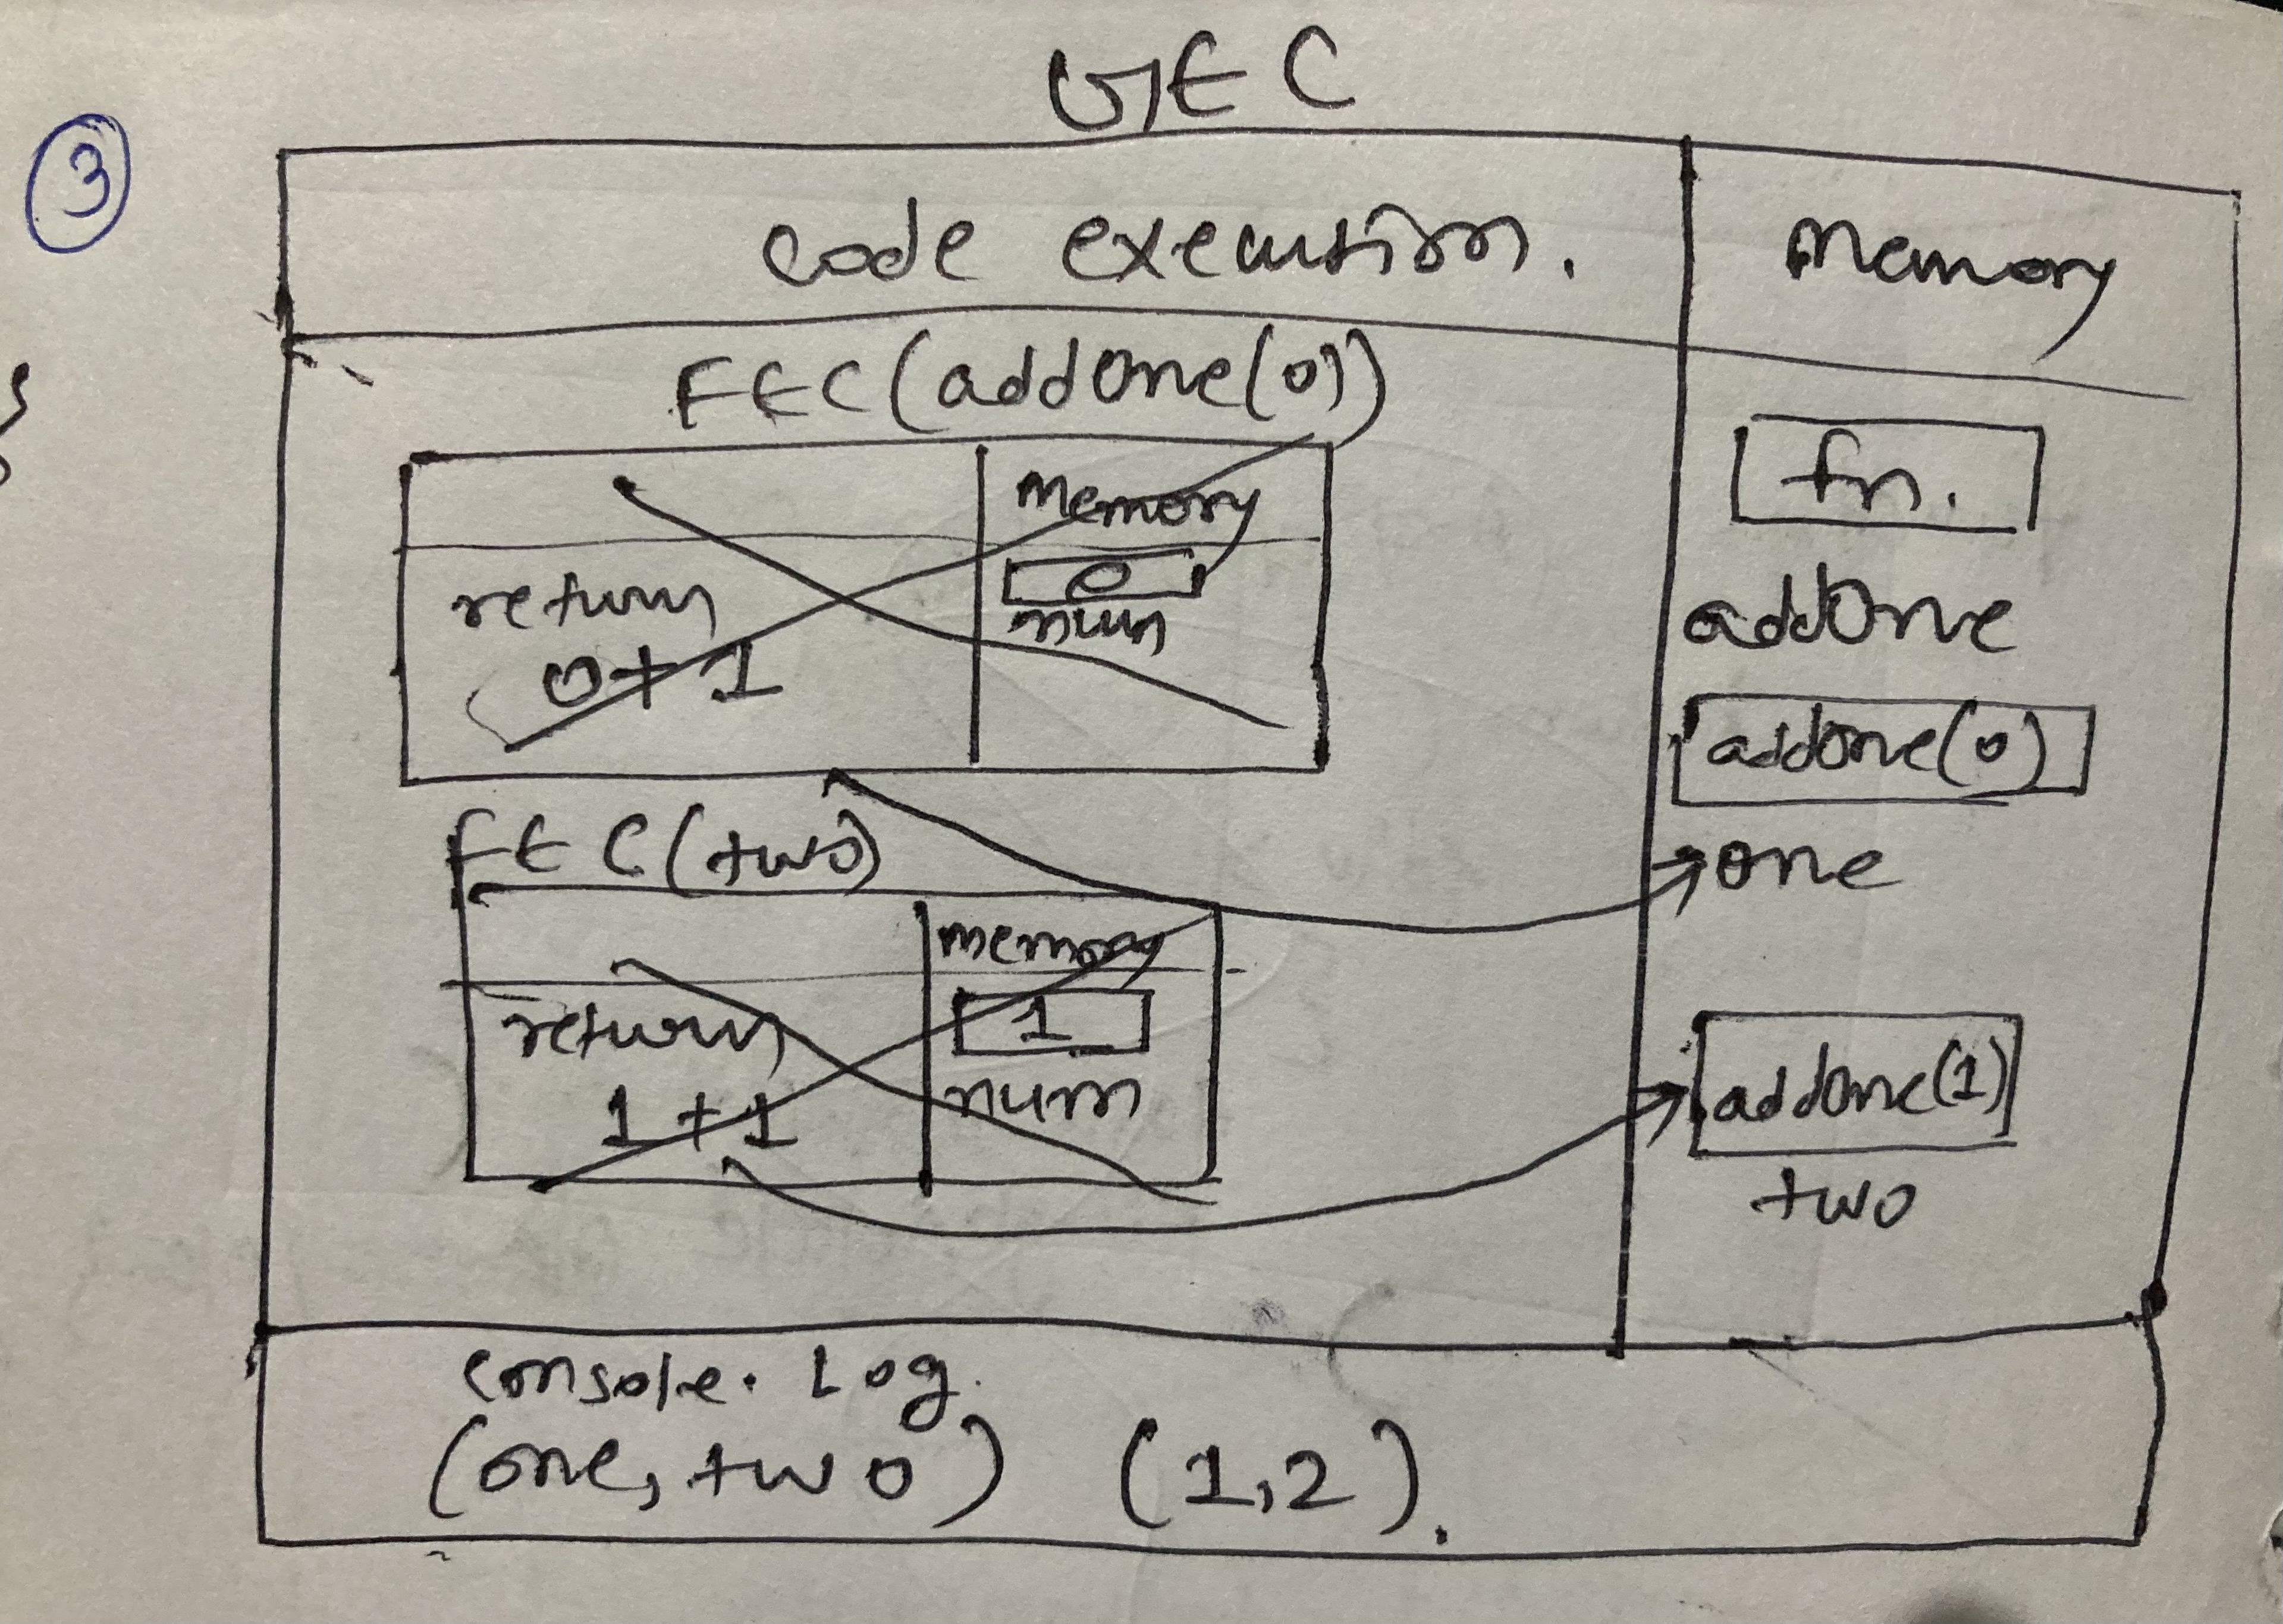 GEC
3
code execution.
Memory
FEC (addOne(0))
memory
0
num
return
0+1
fn.
addOne
addOne(0)
one
FEC (two)
memory
1
num
return
1+1
addOne(1)
two
console. Log
(one, two) (1,2).